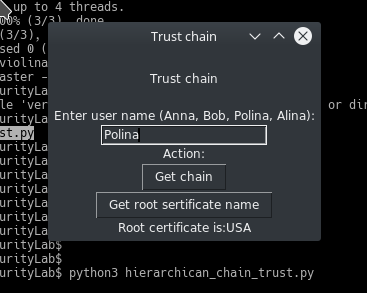 up to 4 threads.
00% (3/3), done.
(3/3),
sed 0 (
violina
aster -
urityLa
le 'ver
or dir
urityLa
st.py
urityLa
urityLa
urityLa
urityLa
urityLa
urityLa
urityLab$
urityLab$
urityLab$ python3 hierarchican_chain_trust.py
Trust chain
Trust chain
Enter user name (Anna, Bob, Polina, Alina):
Polina
Action:
Get chain
Get root sertificate name
Root certificate is:USA